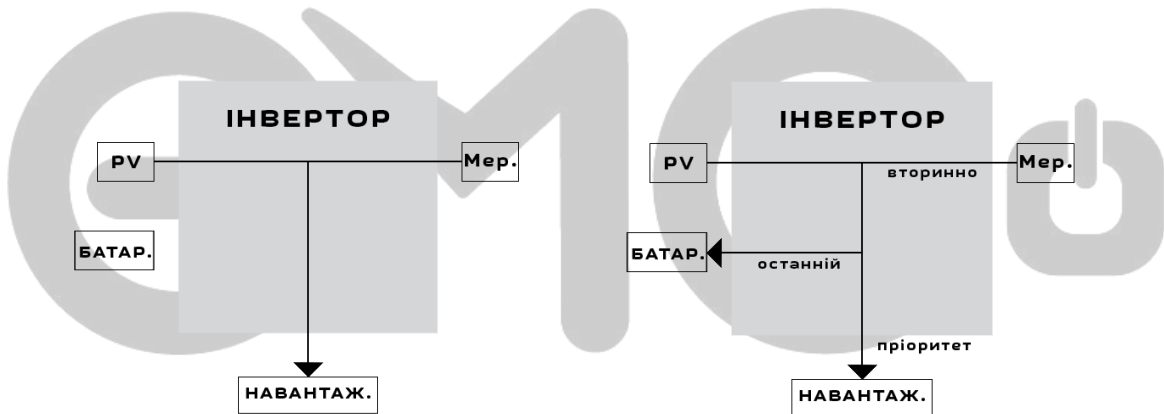 ІНВЕРТОР
PV
Мер.
БАТАР.
НАВАНТАЖ.
ІНВЕРТОР
PV
Мер.
вторинно
БАТАР.
останній
пріоритет
НАВАНТАЖ.